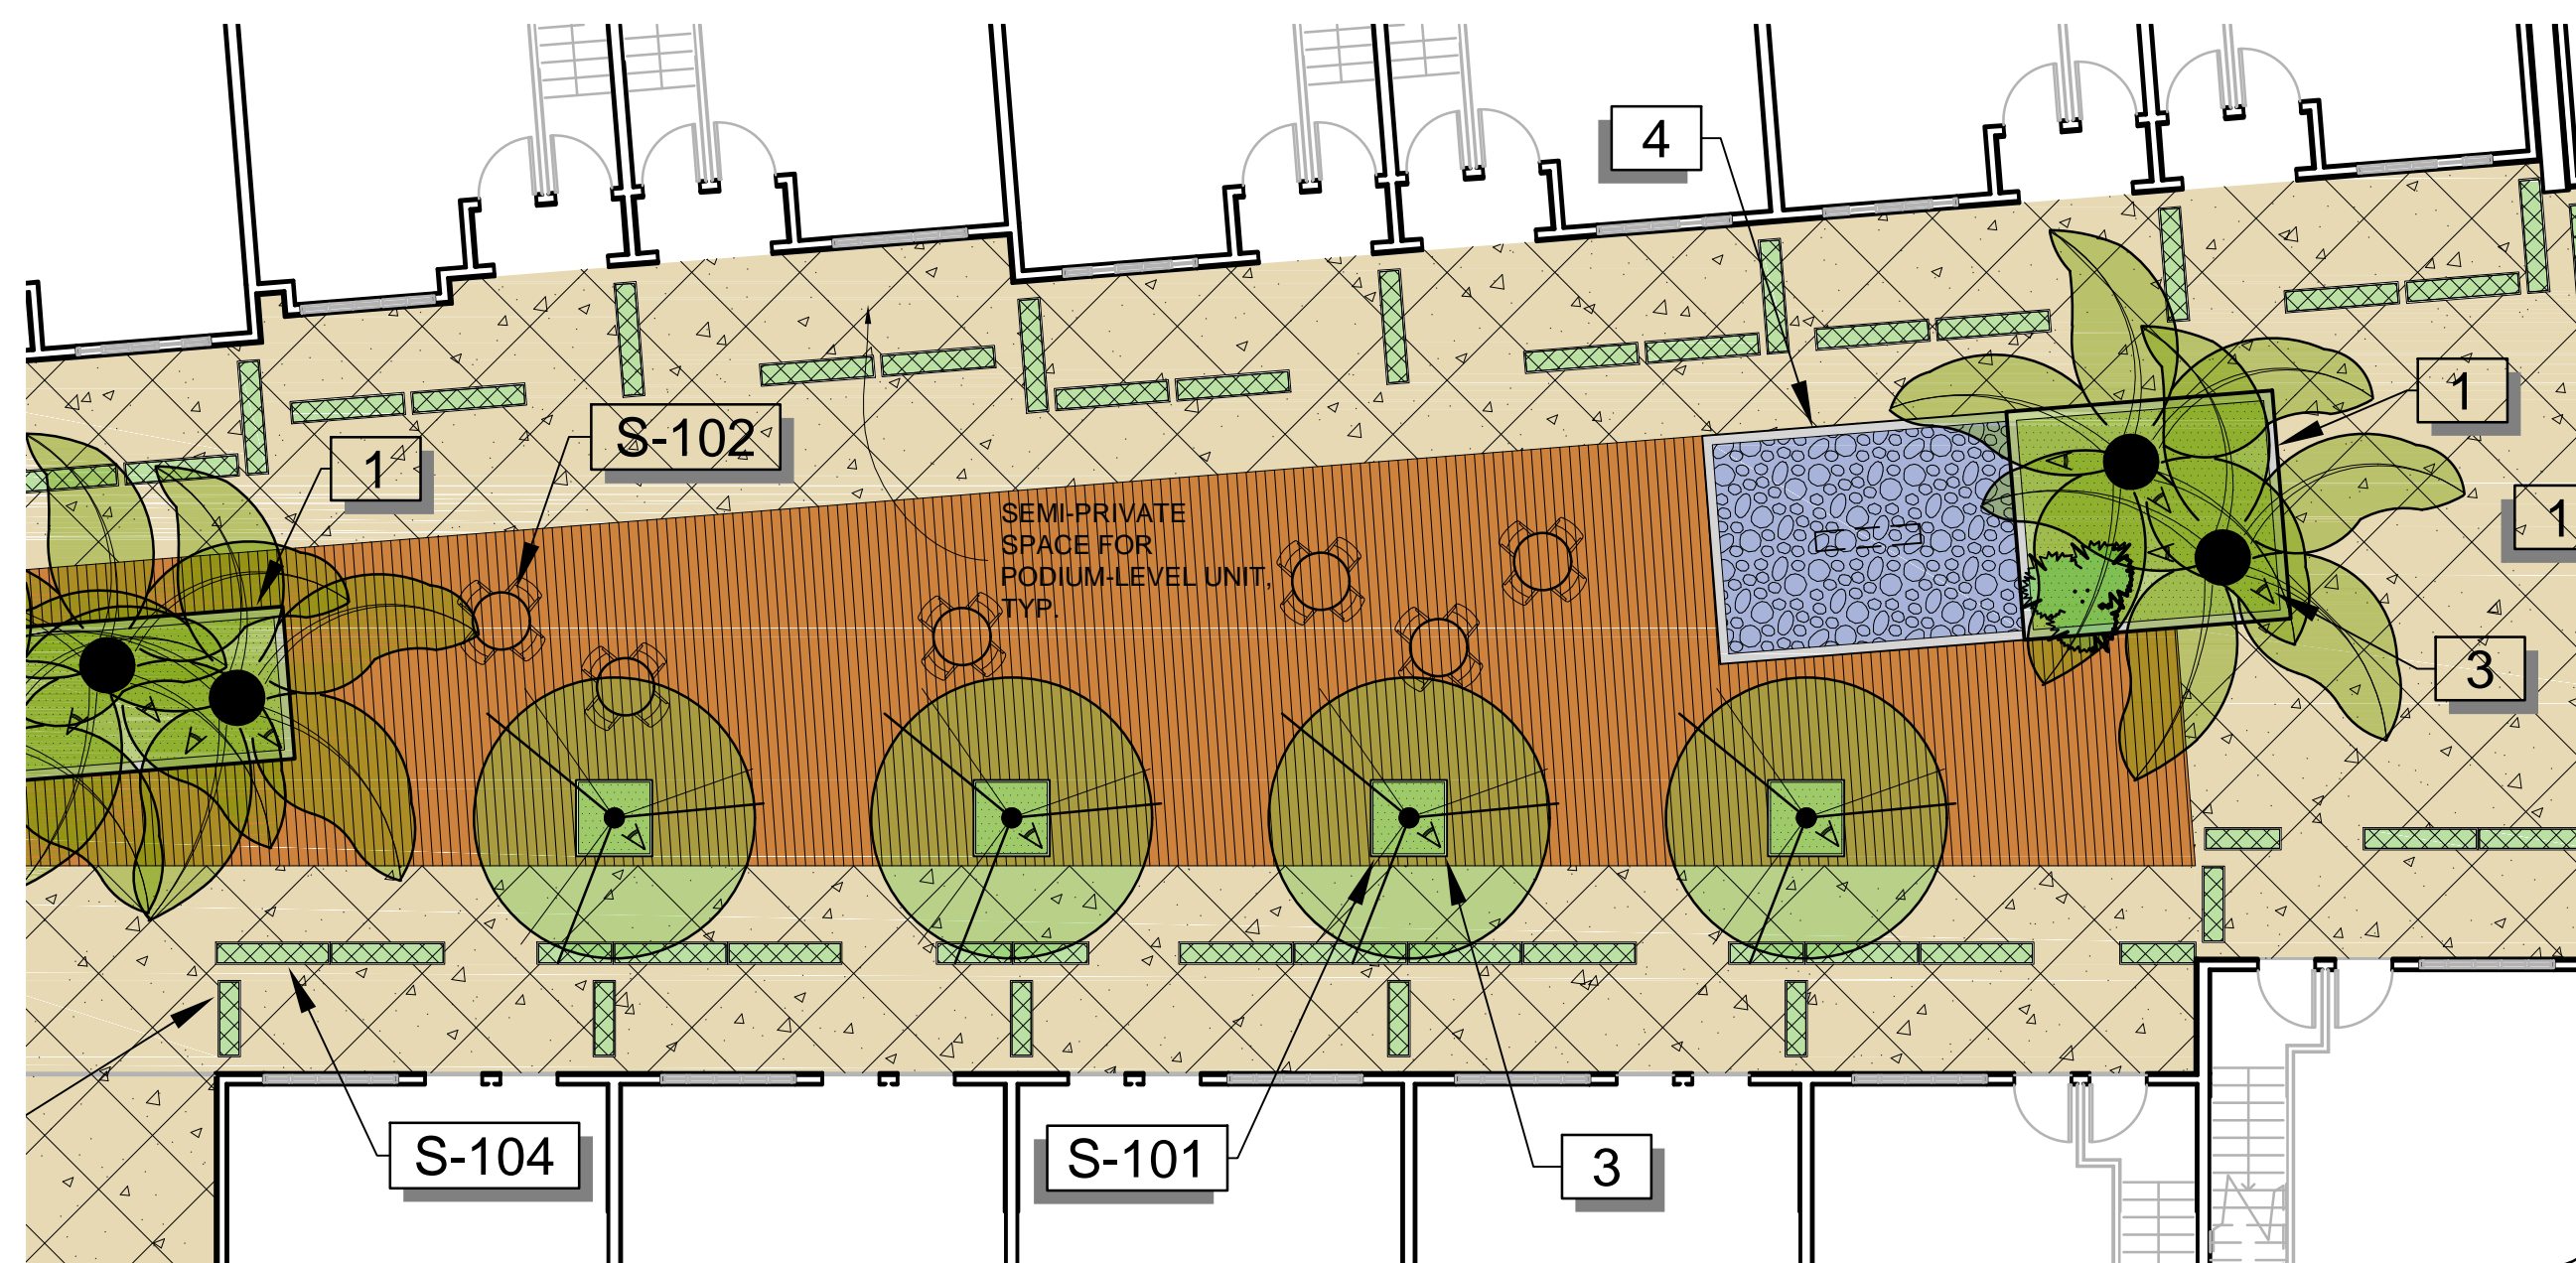 4
1
S-102
1
SEMI-PRIVATE
SPACE FOR
PODIUM-LEVEL UNIT,
TYP.
1
3
A
A
A
A
A
A
A
A
A
A
A
A
S-104
S-101
3